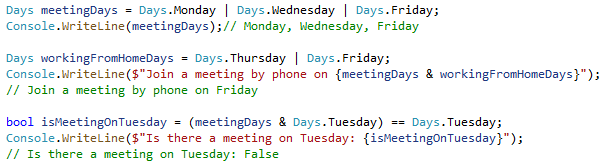 Days meetingDays = Days.Monday | Days.Wednesday | Days.Friday;
Console.WriteLine(meetingDays);// Monday, Wednesday, Friday

Days workingFromHomeDays = Days.Thursday | Days.Friday;
Console.WriteLine($"Join a meeting by phone on {meetingDays & workingFromHomeDays}");
// Join a meeting by phone on Friday

bool isMeetingOnTuesday = (meetingDays & Days.Tuesday) == Days.Tuesday;
Console.WriteLine($"Is there a meeting on Tuesday: {isMeetingOnTuesday}");
// Is there a meeting on Tuesday: False